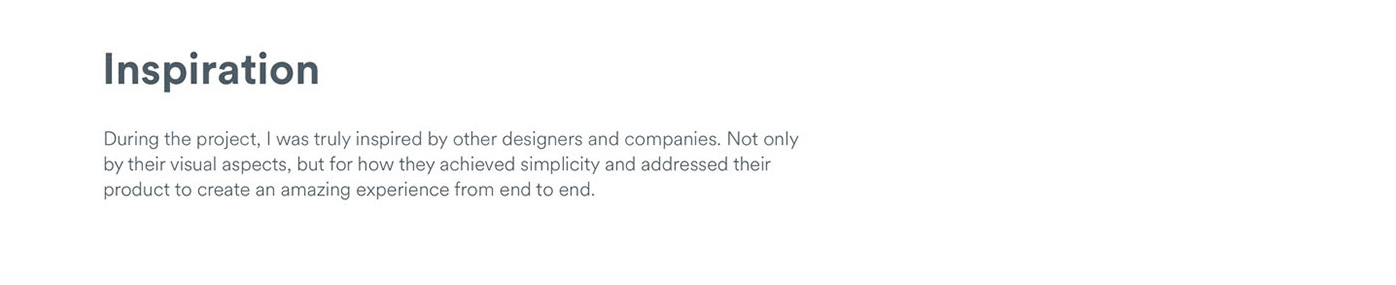 Inspiration
During the project, I was truly inspired by other designers and companies. Not only
by their visual aspects, but for how they achieved simplicity and addressed their
product to create an amazing experience from end to end.